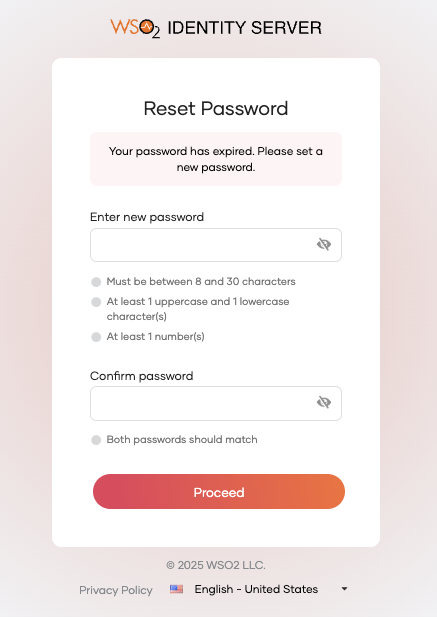 WSO2 IDENTITY SERVER
Reset Password
Your password has expired. Please set a
new password.
Enter new password
Must be between 8 and 30 characters
At least 1 uppercase and 1 lowercase
character(s)
At least 1 number(s)
Confirm password
Both passwords should match
Proceed
© 2025 WSO2 LLC.
Privacy Policy English - United States